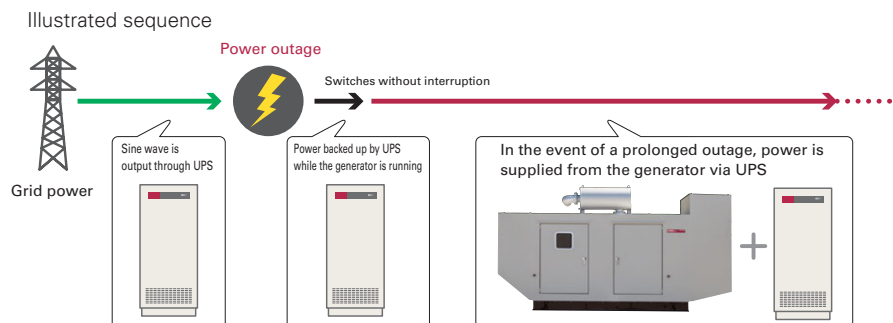 Illustrated sequence
Power outage
Switches without interruption
Grid power
Sine wave is
output through UPS
Power backed up by UPS
while the generator is running
In the event of a prolonged outage, power is
supplied from the generator via UPS